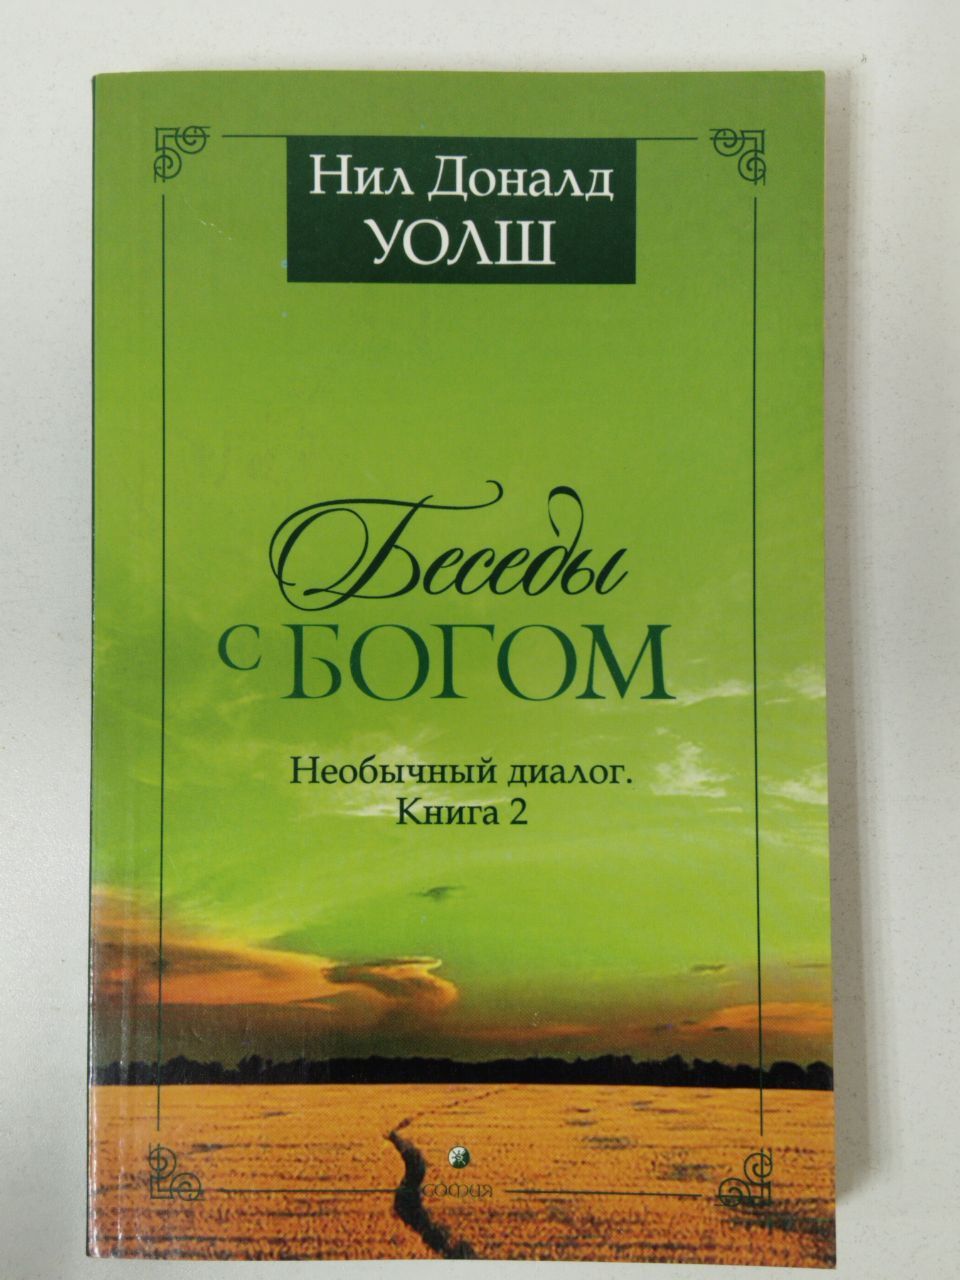 Нил Доналд
УОЛШ
Беседы
с БОГОМ
Необычный диалог.
Книга 2
СОФИЯ